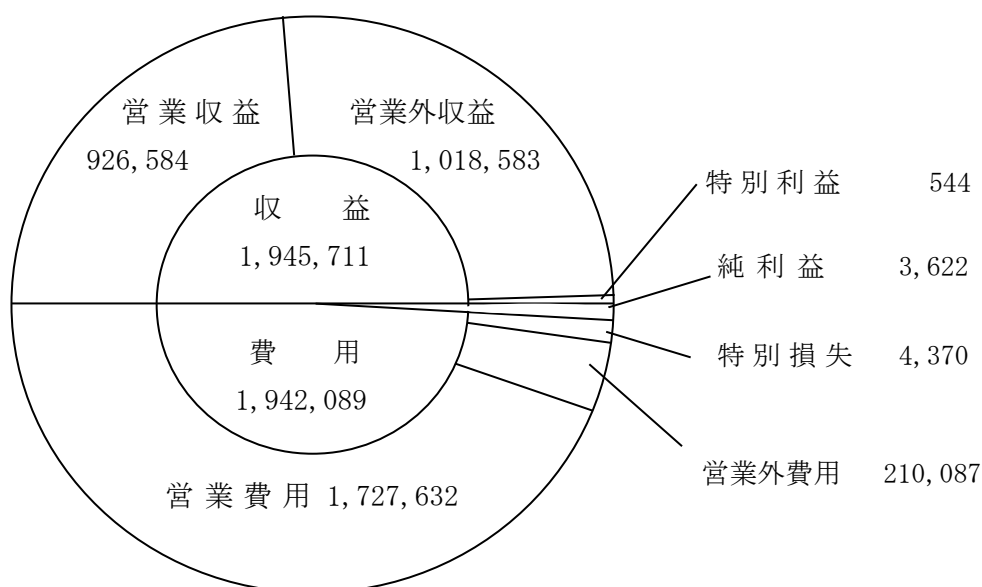 営業収益
926,584
営業外収益
1,018,583
収益
1,945,711
特別利益 544
純利益 3,622
特別損失 4,370
営業外費用 210,087
費用
1,942,089
営業費用 1,727,632